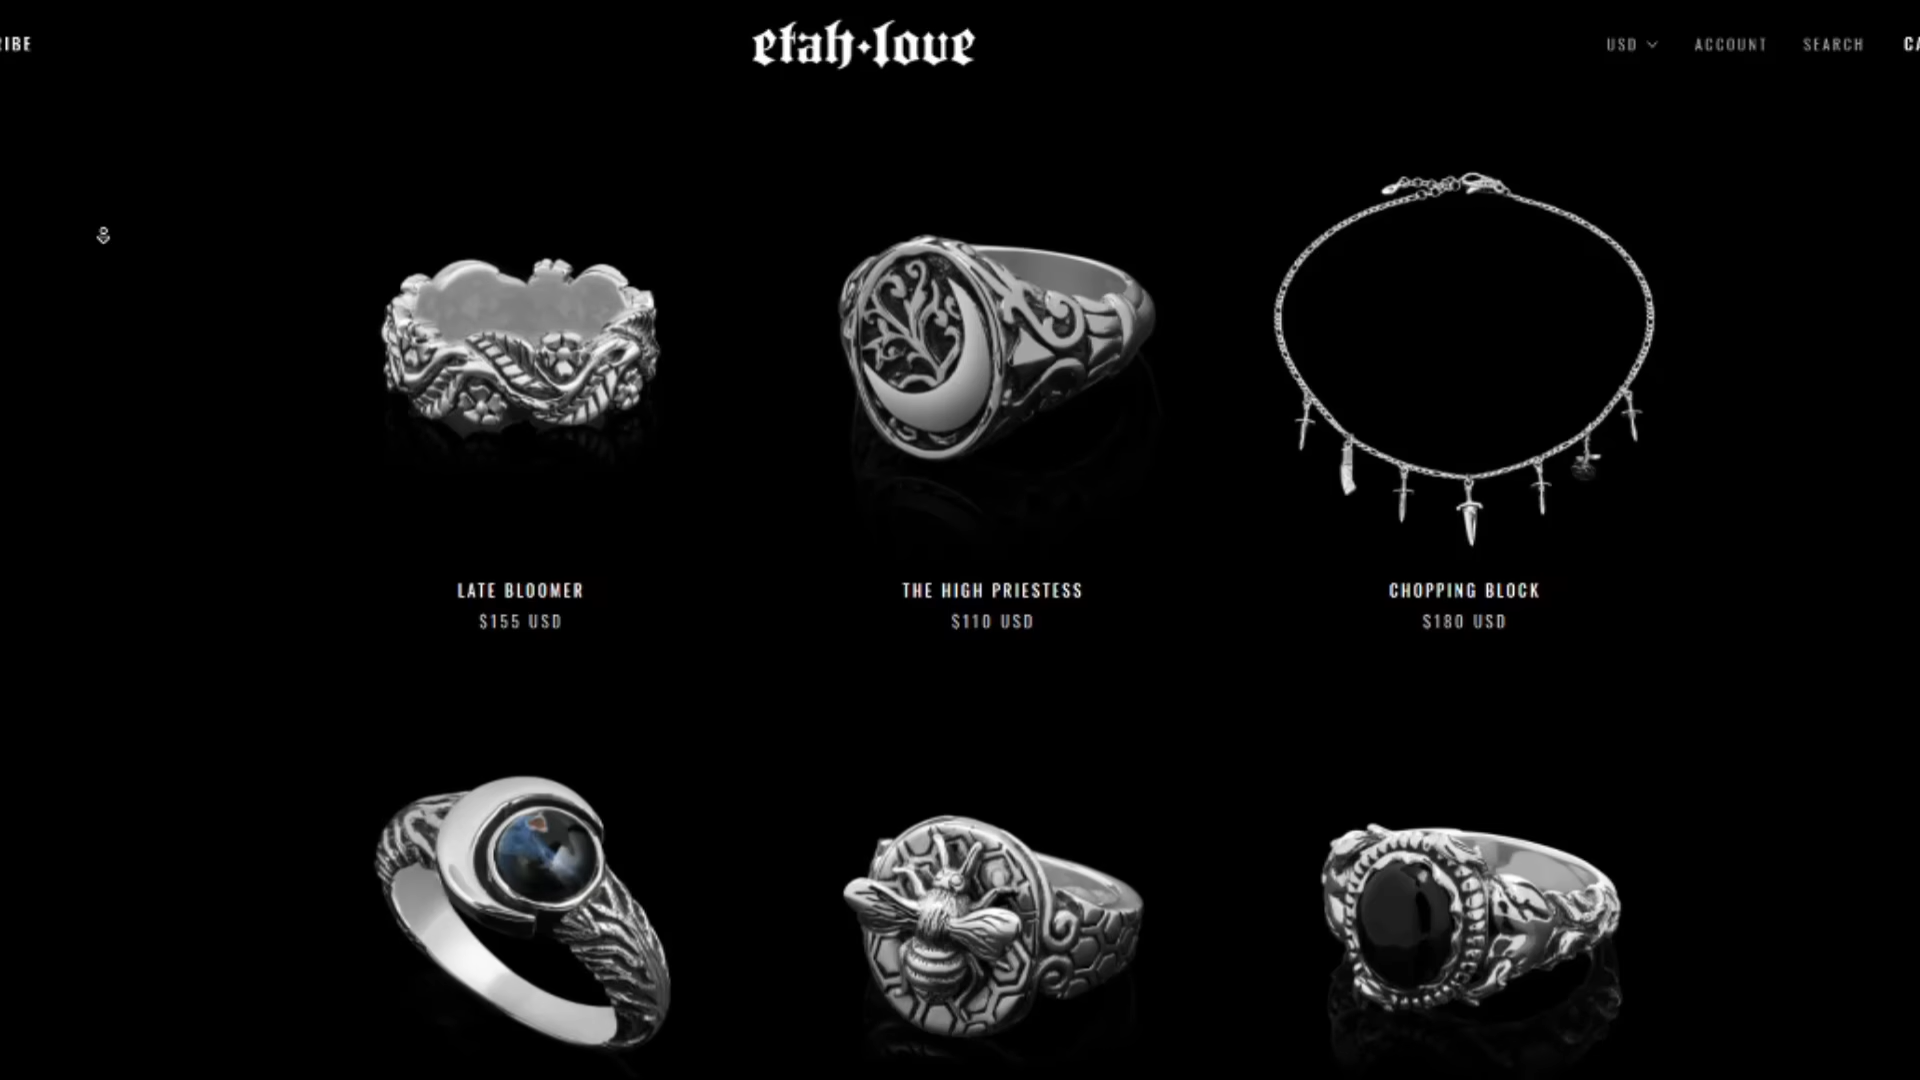 IBE
etah·love
USD
ACCOUNT
SEARCH
CA
LATE BLOOMER
THE HIGH PRIESTESS
CHOPPING BLOCK
$155 USD
$110 USD
$180 USD